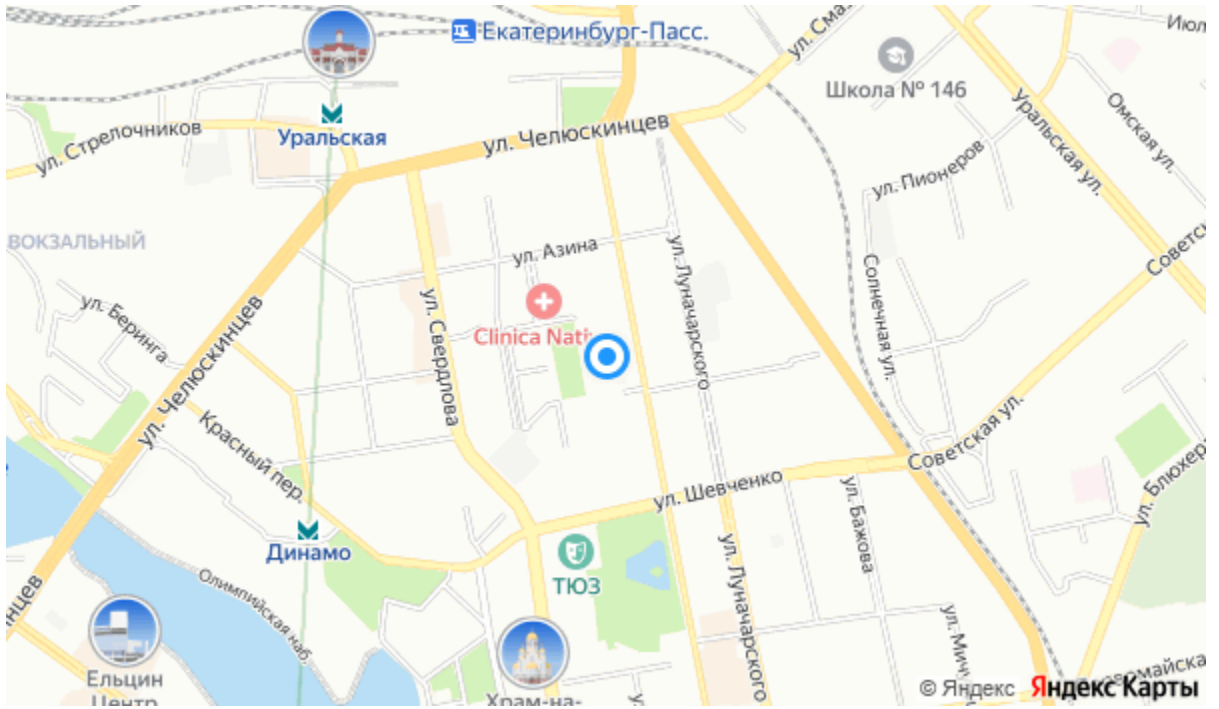 Екатеринбург-Пасс.
ул. Сма
Июл
Школа № 146
Уральская
ул. Стрелочников
ул. Челюскинцев
Уральская ул.
Омская ул.
ул. Пионеров
ВОКЗАЛЬНЫЙ
ул. Азина
ул. Луначарского
Солнечная ул.
Советс
ул. Беринга
ул. Челюскинцев
ул. Свердлова
Clinica Nati
Красный пер.
Советская ул.
ул. Блюхер
ул. Шевченко
ул. Бажова
Динамо
ТЮЗ
Олимпийская наб.
нцев
ул. Луначарского
ул. Мич
Ельцин
Центр
Храм-на-
вомайска
© Яндекс Яндекс Карты